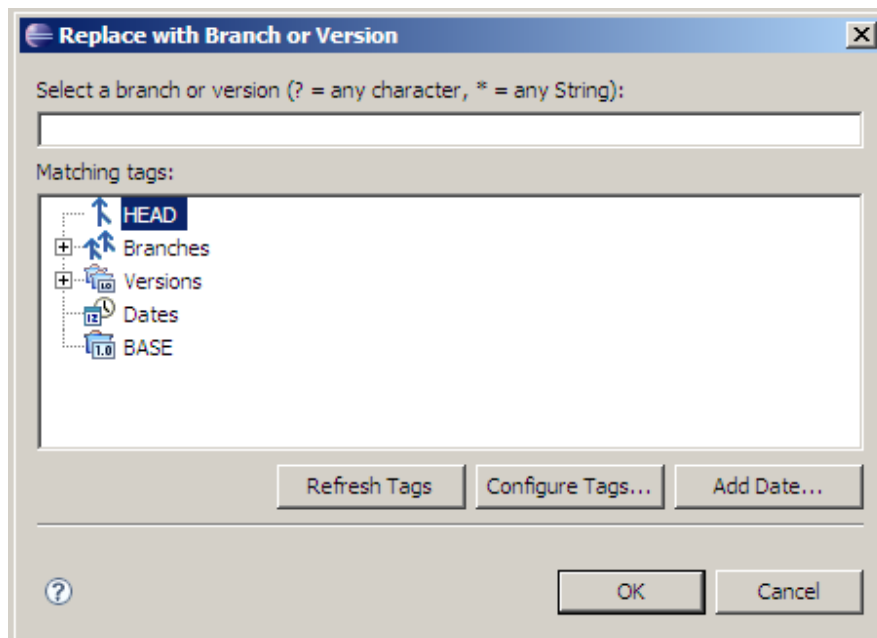 Replace with Branch or Version
Select a branch or version (? = any character, * = any String):
Matching tags:
HEAD
Branches
Versions
Dates
BASE
Refresh Tags
Configure Tags...
Add Date...
OK
Cancel